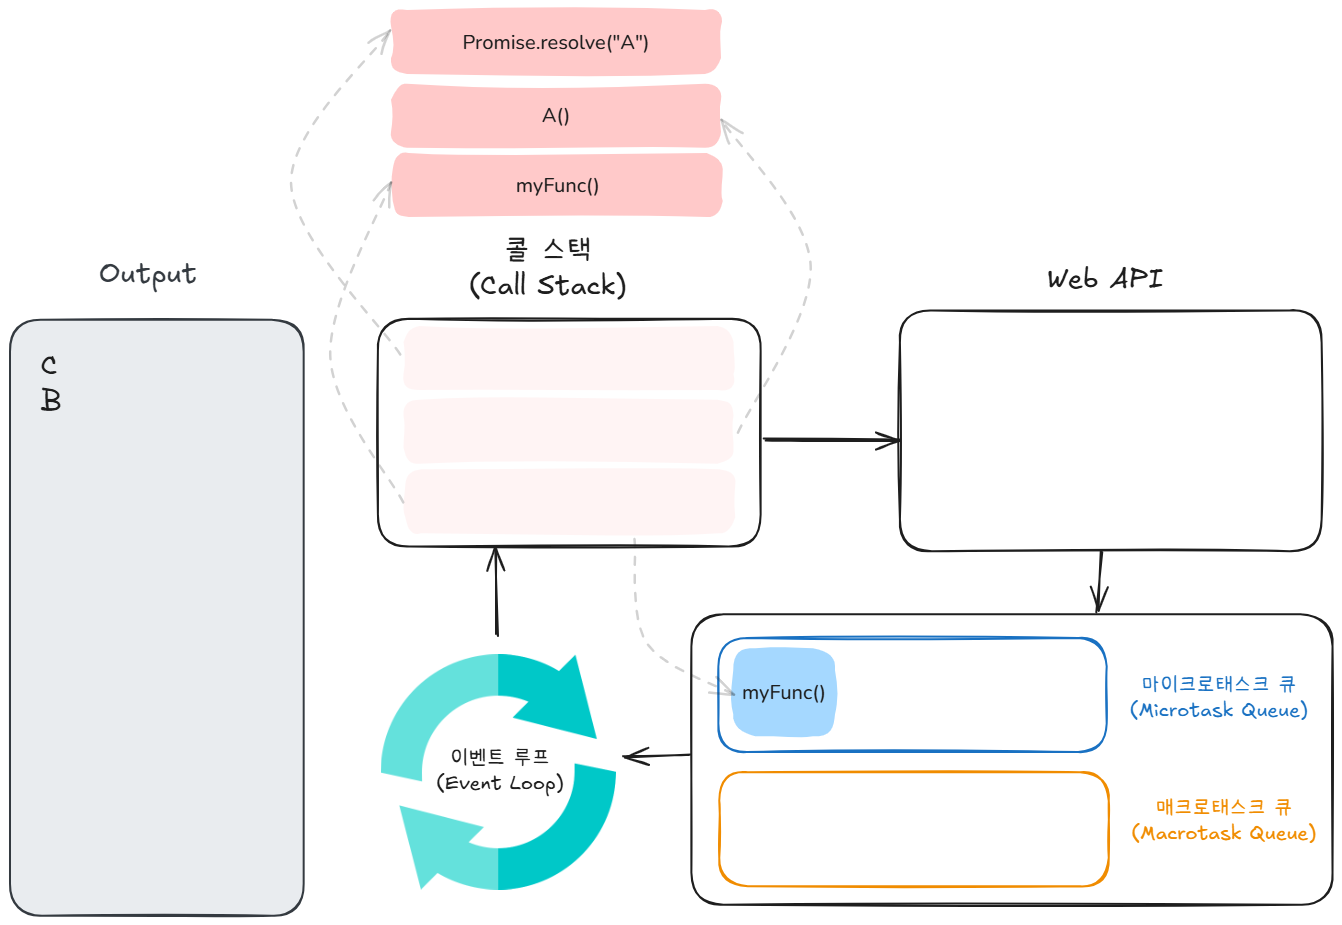 Promise.resolve("A")
A()
myFunc()
콜 스택
(Call Stack)
Output
C
B
Web API
myFunc()
마이크로태스크 큐
(Microtask Queue)
이벤트 루프
(Event Loop)
매크로태스크 큐
(Macrotask Queue)